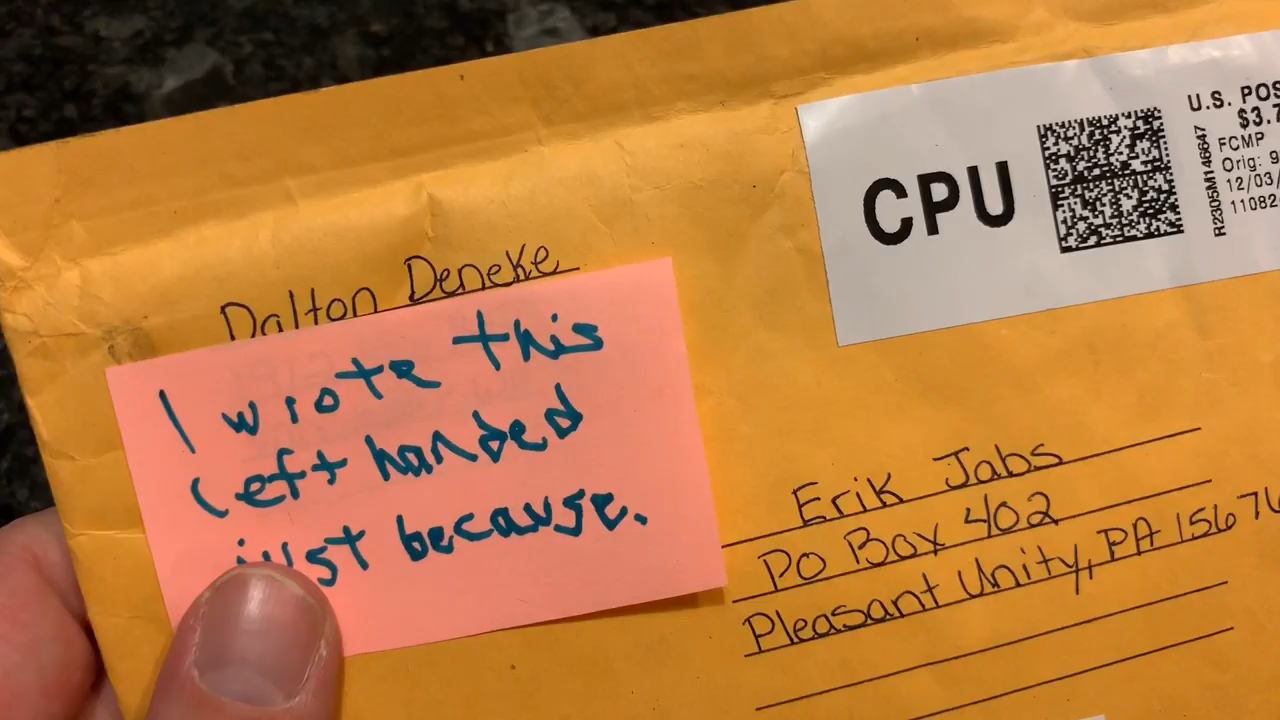 Dalton Deneke
I wrote this
left handed
just because.
CPU
U.S. POS
$3.7
FCMP
Orig: 9
12/03/
11082
R2305M146647
Erik Jabs
PO Box 402
Pleasant Unity, PA 15676